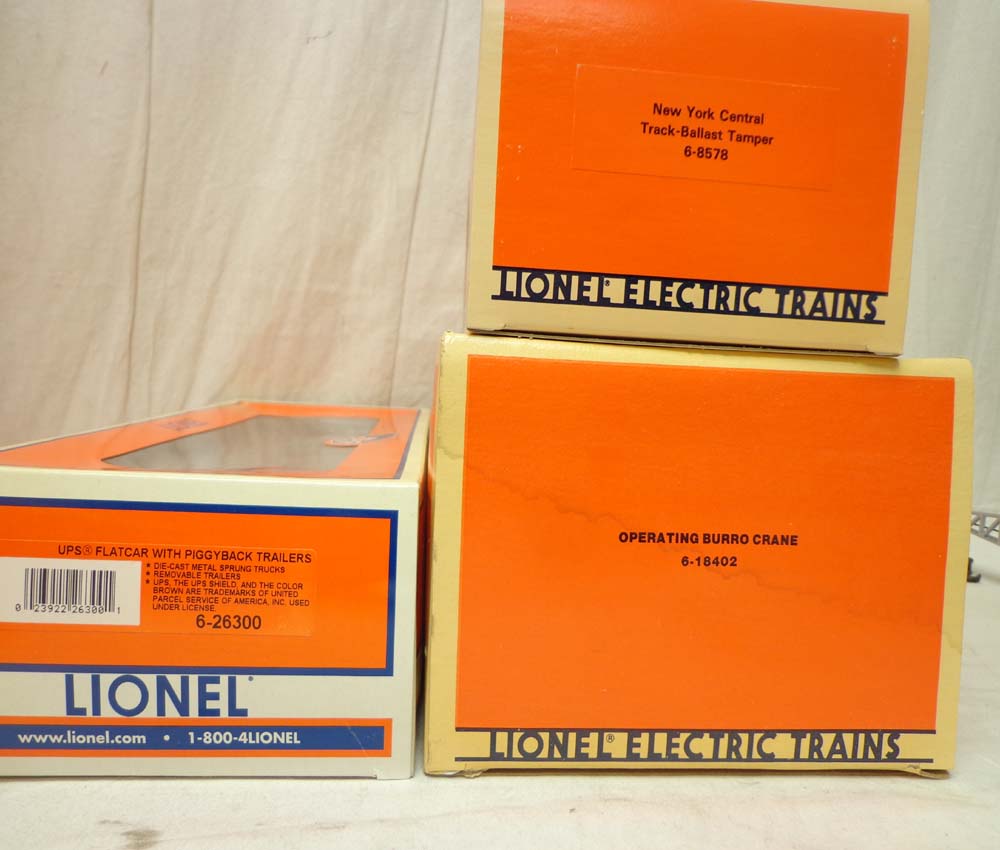 New York Central
Track-Ballast Tamper
6-8578
LIONEL® ELECTRIC TRAINS
OPERATING BURRO CRANE
6-18402
LIONEL® ELECTRIC TRAINS
UPS® FLATCAR WITH PIGGYBACK TRAILERS
• DIE-CAST METAL SPRUNG TRUCKS
• REMOVABLE TRAILERS
• UPS, THE UPS SHIELD, AND THE COLOR
BROWN ARE TRADEMARKS OF UNITED
PARCEL SERVICE OF AMERICA, INC. USED
UNDER LICENSE.
6-26300
0 23922 26300 1
LIONEL®
www.lionel.com • 1-800-4LIONEL